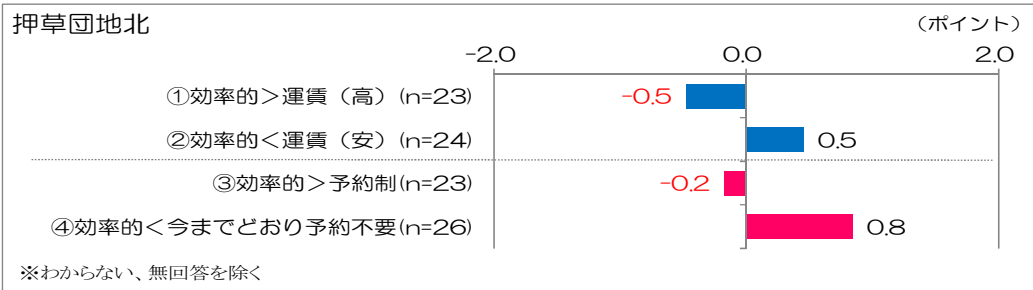 押草団地北
(ポイント)
-2.0 0.0 2.0
①効率的＞運賃（高）(n=23) -0.5
②効率的＜運賃（安）(n=24) 0.5
③効率的＞予約制(n=23) -0.2
④効率的＜今までどおり予約不要(n=26) 0.8
※わからない、無回答を除く